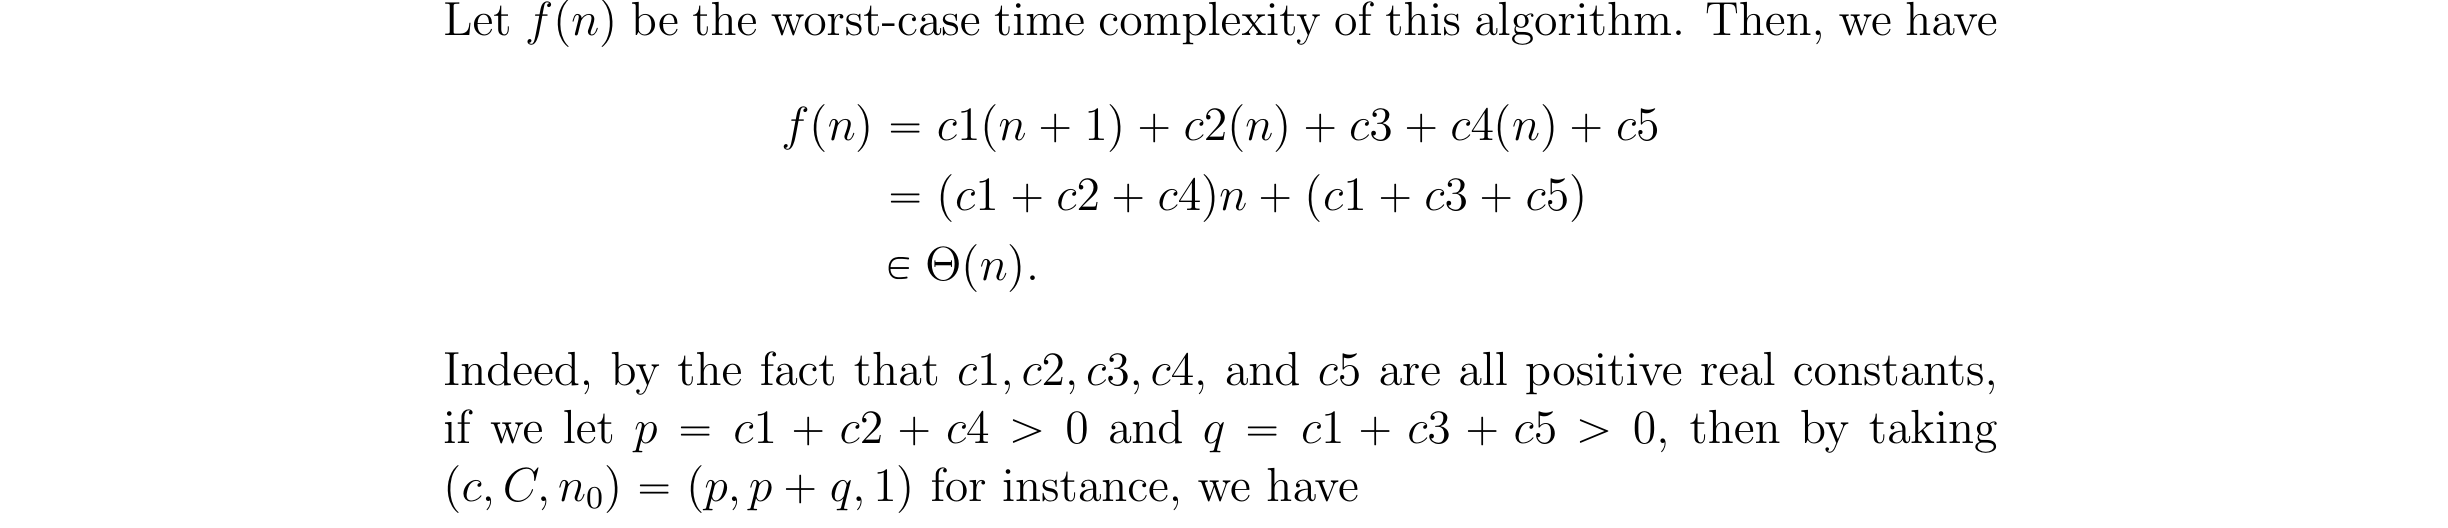 Let f(n) be the worst-case time complexity of this algorithm. Then, we have
f(n) = c1(n + 1) + c2(n) + c3 + c4(n) + c5
= (c1 + c2 + c4)n + (c1 + c3 + c5)
∈ Θ(n).
Indeed, by the fact that c1, c2, c3, c4, and c5 are all positive real constants,
if we let p = c1 + c2 + c4 > 0 and q = c1 + c3 + c5 > 0, then by taking
(c, C, n₀) = (p, p + q, 1) for instance, we have